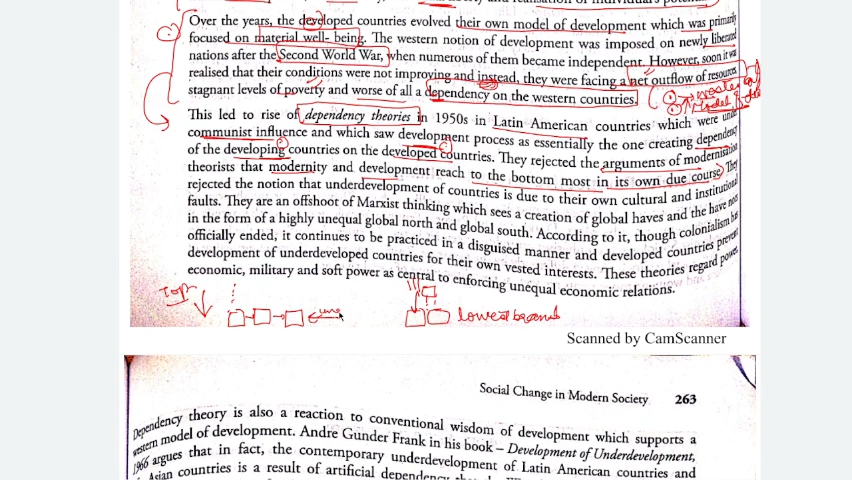 Over the years, the developed countries evolved their own model of development which was primarily
focused on material well- being. The western notion of development was imposed on newly liberated
nations after the Second World War, when numerous of them became independent. However, soon it was
realised that their conditions were not improving and instead, they were facing a net outflow of resources
stagnant levels of poverty and worse of all a dependency on the western countries.
This led to rise of dependency theories in 1950s in Latin American countries which were under
communist influence and which saw development process as essentially the one creating dependency
of the developing countries on the developed countries. They rejected the arguments of modernisation
theorists that modernity and development reach to the bottom most in its own due course. They
rejected the notion that underdevelopment of countries is due to their own cultural and institutional
faults. They are an offshoot of Marxist thinking which sees a creation of global haves and the have nots
in the form of a highly unequal global north and global south. According to it, though colonialism has
officially ended, it continues to be practiced in a disguised manner and developed countries prevent
development of underdeveloped countries for their own vested interests. These theories regard power,
economic, military and soft power as central to enforcing unequal economic relations.
Top
Scanned by CamScanner
Social Change in Modern Society 263
Dependency theory is also a reaction to conventional wisdom of development which supports a
western model of development. Andre Gunder Frank in his book – Development of Underdevelopment,
1966 argues that in fact, the contemporary underdevelopment of Latin American countries and
Asian countries is a result of artificial dependency